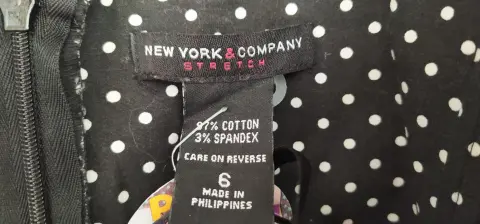 NEW YORK & COMPANY
STRETCH
97% COTTON
3% SPANDEX
CARE ON REVERSE
6
MADE IN
PHILIPPINES